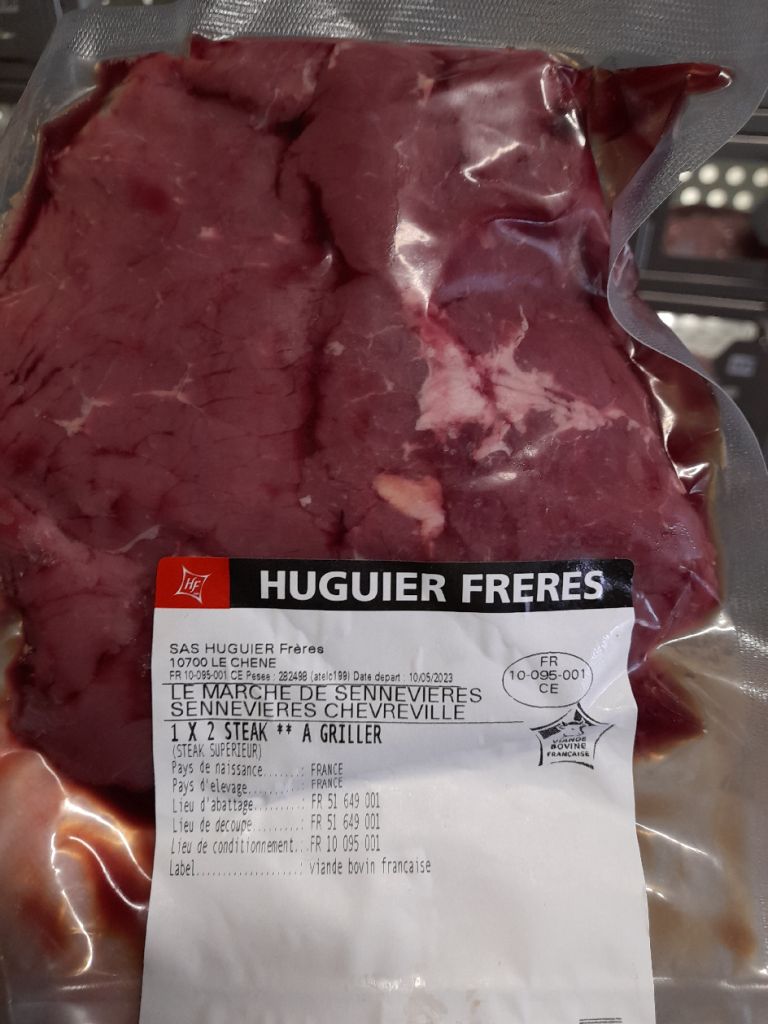 HF
HUGUIER FRERES
SAS HUGUIER Frères
10700 LE CHENE
FR 10-095-001 CE Pesee : 282498 (atelc199) Date depart : 10/05/2023
FR
10-095-001
CE
LE MARCHE DE SENNEVIERES
SENNEVIERES CHEVREVILLE
1 X 2 STEAK ** A GRILLER
(STEAK SUPERIEUR)
VIANDE
BOVINE
FRANÇAISE
Pays de naissance......: FRANCE
Pays d'elevage.........: FRANCE
Lieu d'abattage........: FR 51 649 001
Lieu de decoupe........: FR 51 649 001
Lieu de conditionnement.: FR 10 095 001
Label..................: viande bovin francaise